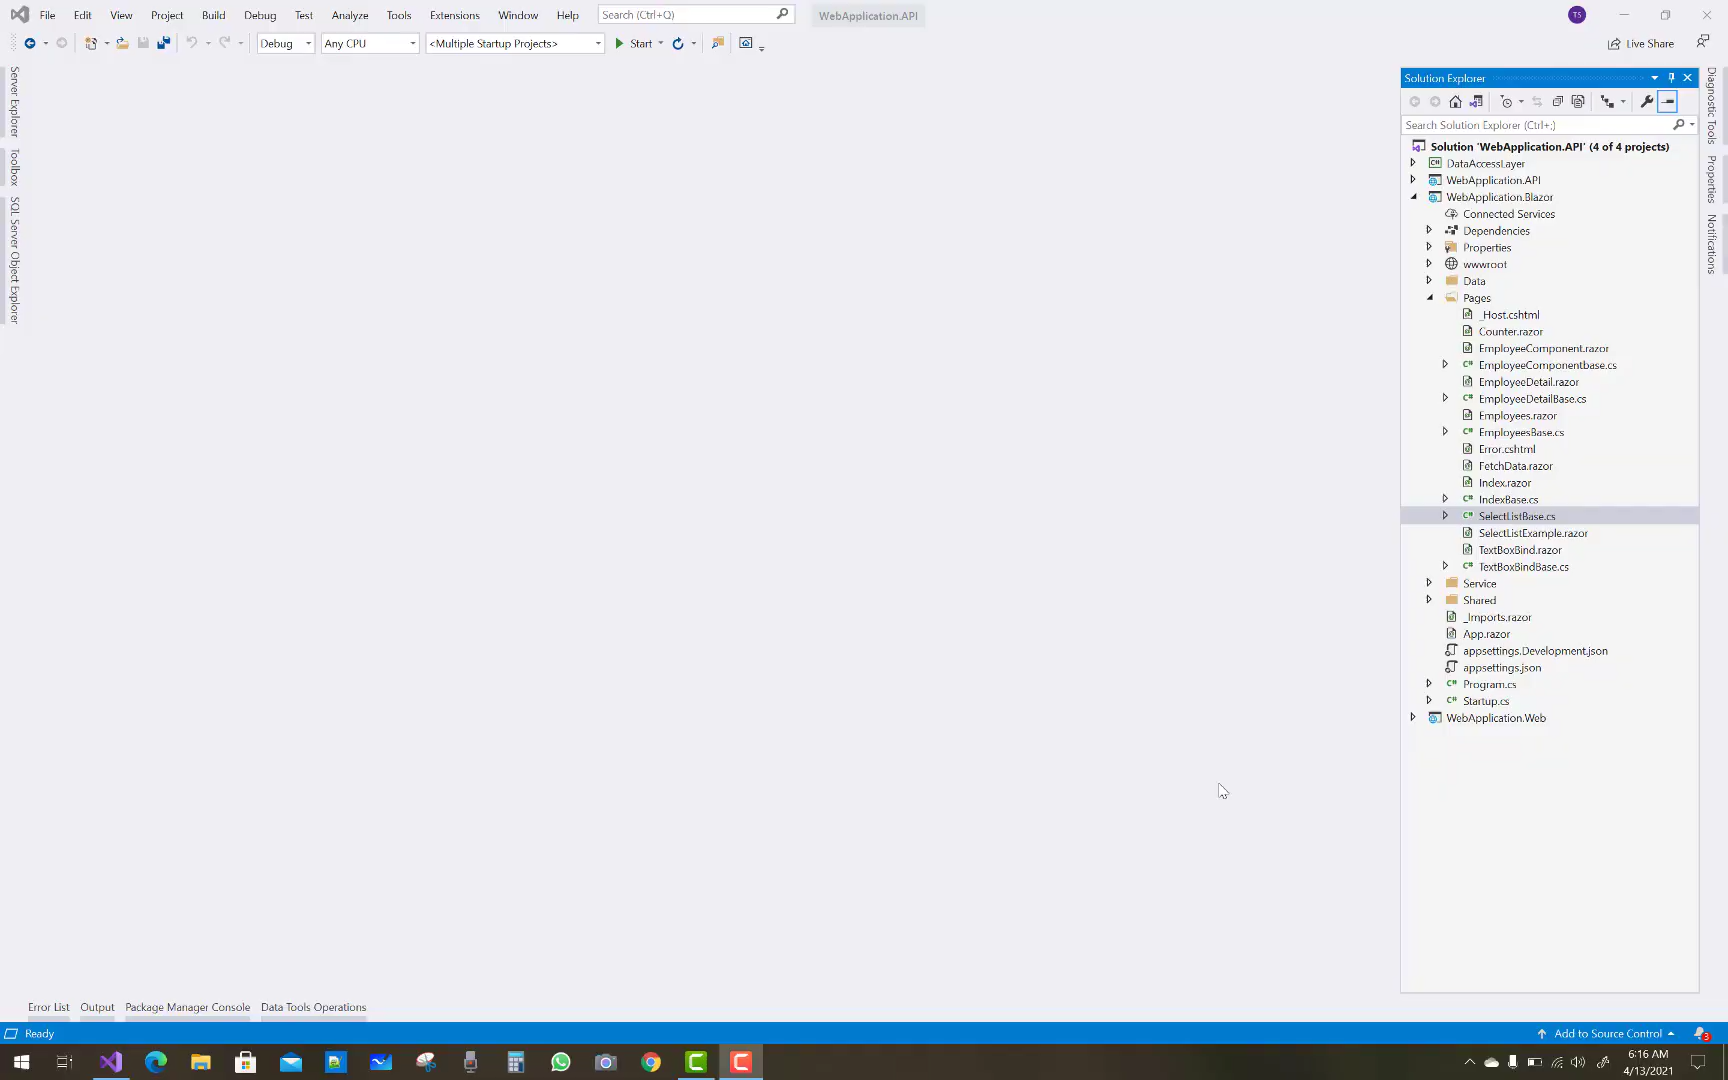 File Edit View Project Build Debug Test Analyze Tools Extensions Window Help Search (Ctrl+Q) WebApplication.API TS
Debug Any CPU <Multiple Startup Projects> Start Live Share
Server Explorer
Toolbox
SQL Server Object Explorer
Solution Explorer
Search Solution Explorer (Ctrl+;)
Solution 'WebApplication.API' (4 of 4 projects)
DataAccessLayer
WebApplication.API
WebApplication.Blazor
Connected Services
Dependencies
Properties
wwwroot
Data
Pages
_Host.cshtml
Counter.razor
EmployeeComponent.razor
C# EmployeeComponentbase.cs
EmployeeDetail.razor
C# EmployeeDetailBase.cs
Employees.razor
C# EmployeesBase.cs
Error.cshtml
FetchData.razor
Index.razor
C# IndexBase.cs
C# SelectListBase.cs
SelectListExample.razor
TextBoxBind.razor
C# TextBoxBindBase.cs
Service
Shared
_Imports.razor
App.razor
appsettings.Development.json
appsettings.json
C# Program.cs
C# Startup.cs
WebApplication.Web
Diagnostic Tools
Properties
Notifications
Error List Output Package Manager Console Data Tools Operations
Ready Add to Source Control 3
6:16 AM
4/13/2021